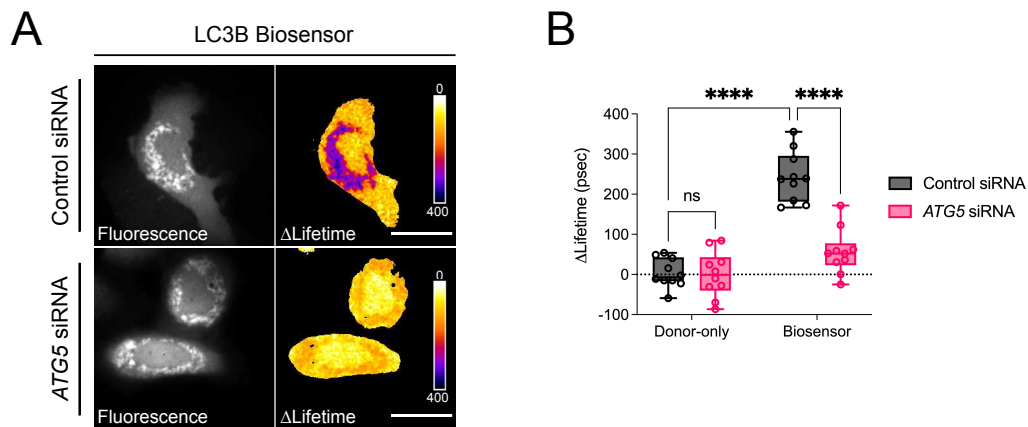 A
LC3B Biosensor
Control siRNA
Fluorescence
ΔLifetime
0
400
ATG5 siRNA
Fluorescence
ΔLifetime
0
400
B
**** ****
ns
ΔLifetime (psec)
400
300
200
100
0
-100
Donor-only Biosensor
Control siRNA
ATG5 siRNA